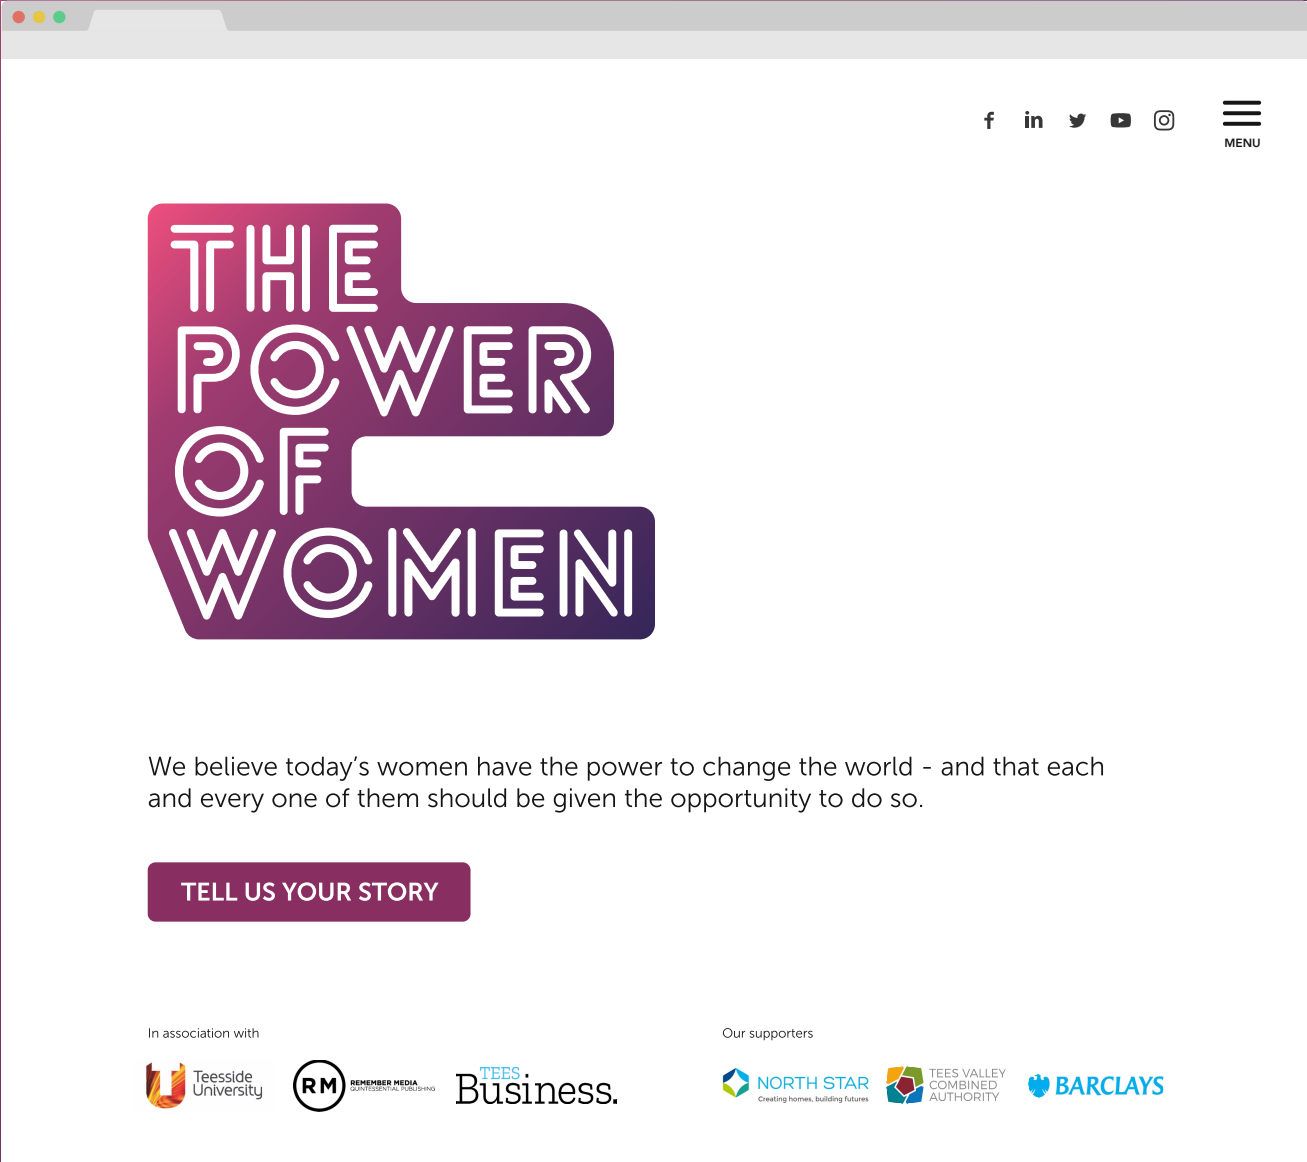 MENU
THE
POWER
OF
WOMEN
We believe today’s women have the power to change the world - and that each
and every one of them should be given the opportunity to do so.
TELL US YOUR STORY
In association with
Our supporters
Teesside
University
RM
REMEMBER MEDIA
QUINTESSENTIAL PUBLISHING
TEES
Business.
NORTH STAR
Creating homes, building futures
TEES VALLEY
COMBINED
AUTHORITY
BARCLAYS